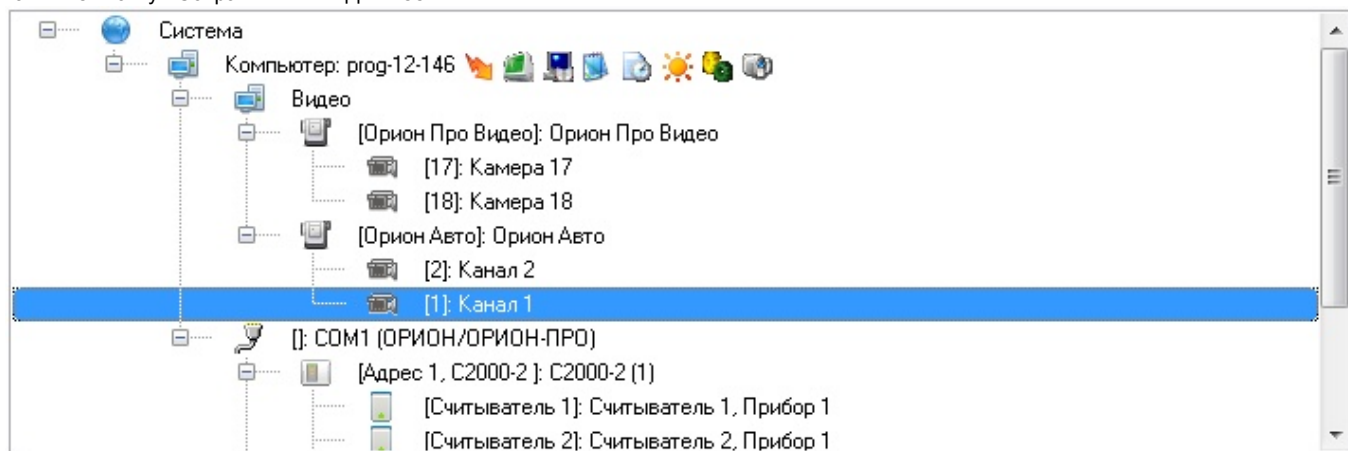 Система
Компьютер: prog-12-146
Видео
[Орион Про Видео]: Орион Про Видео
[17]: Камера 17
[18]: Камера 18
[Орион Авто]: Орион Авто
[2]: Канал 2
[1]: Канал 1
[]: COM1 (ОРИОН/ОРИОН-ПРО)
[Адрес 1, С2000-2 ]: С2000-2 (1)
[Считыватель 1]: Считыватель 1, Прибор 1
[Считыватель 2]: Считыватель 2, Прибор 1